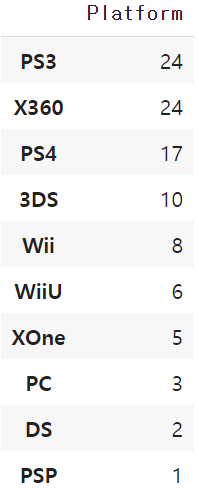 Platform
PS3 24
X360 24
PS4 17
3DS 10
Wii 8
WiiU 6
XOne 5
PC 3
DS 2
PSP 1